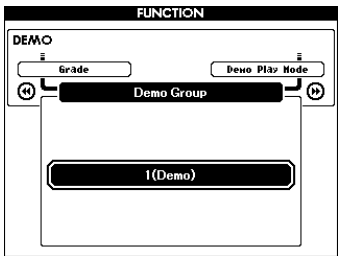 FUNCTION
DEMO
Grade
Demo Play Mode
Demo Group
1(Demo)